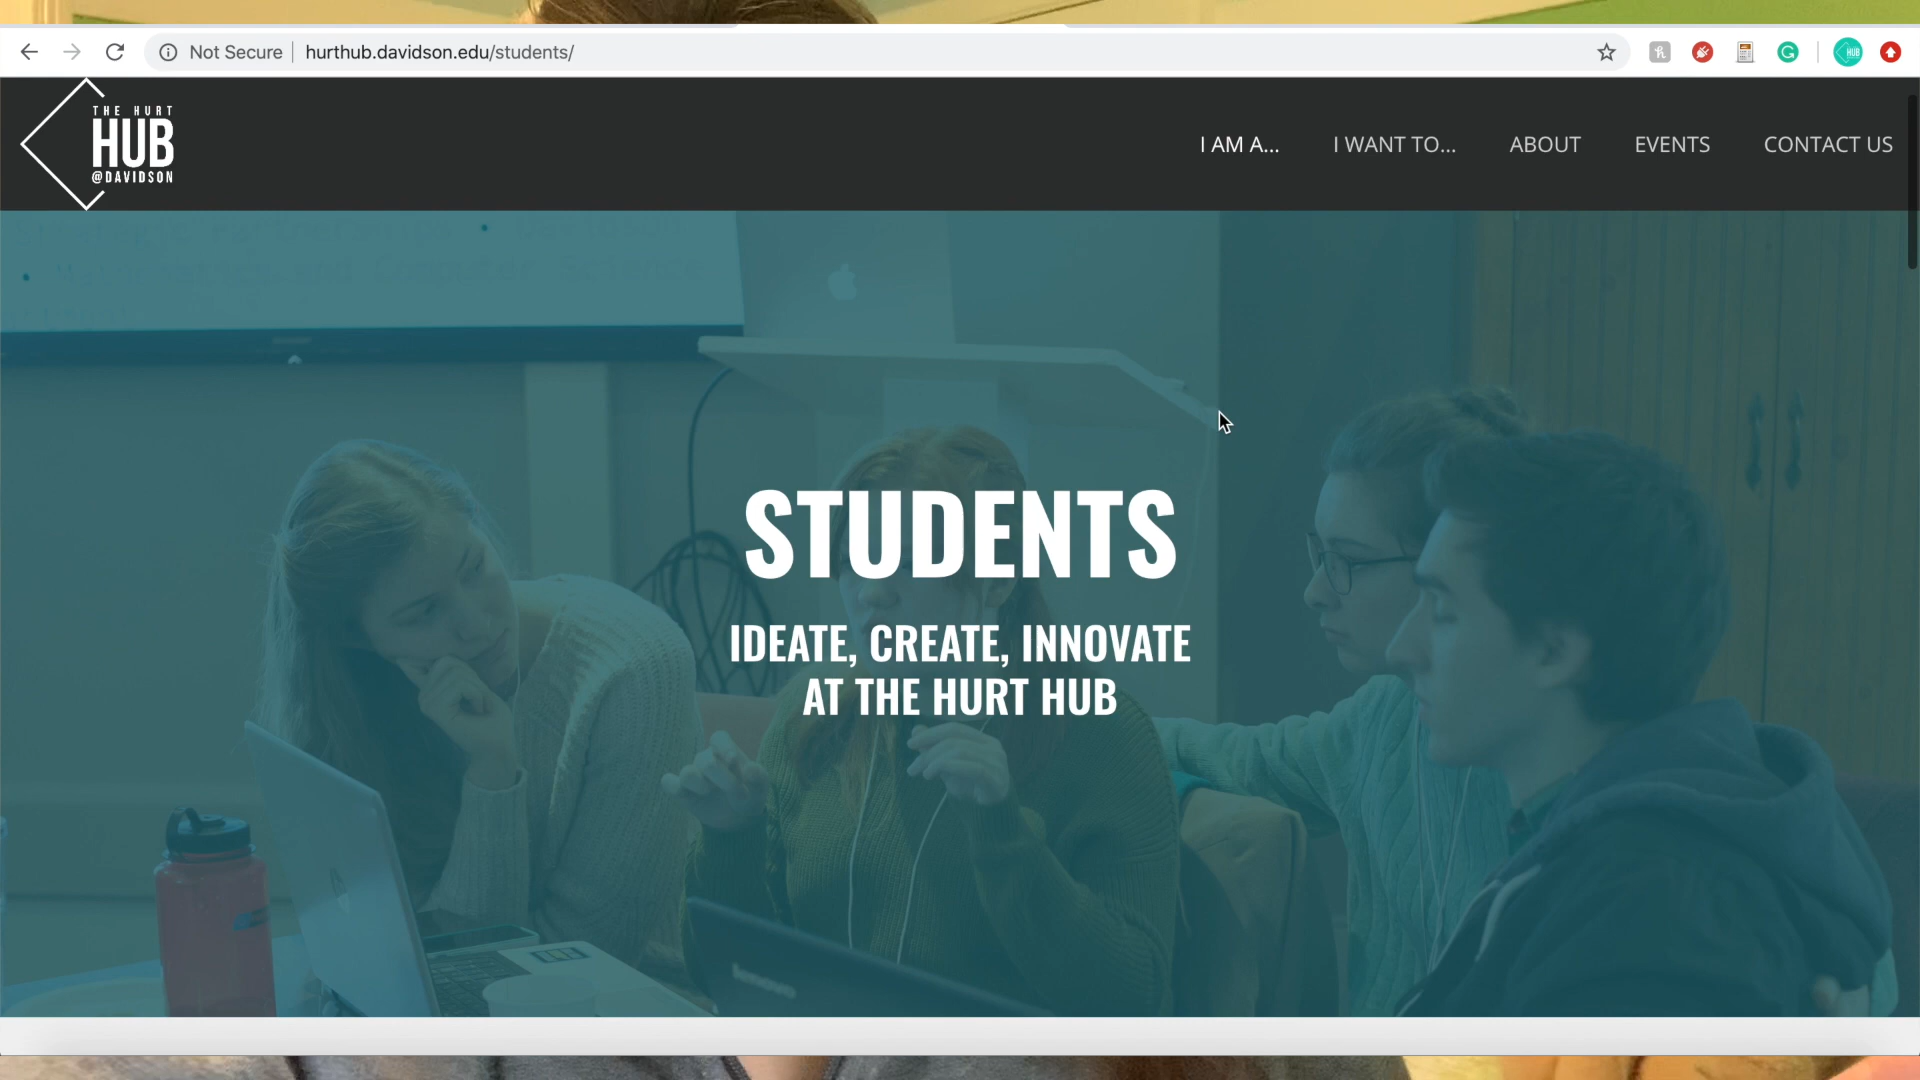 Not Secure | hurthub.davidson.edu/students/
THE HURT
HUB
@DAVIDSON
I AM A...
I WANT TO...
ABOUT
EVENTS
CONTACT US
STUDENTS
IDEATE, CREATE, INNOVATE
AT THE HURT HUB